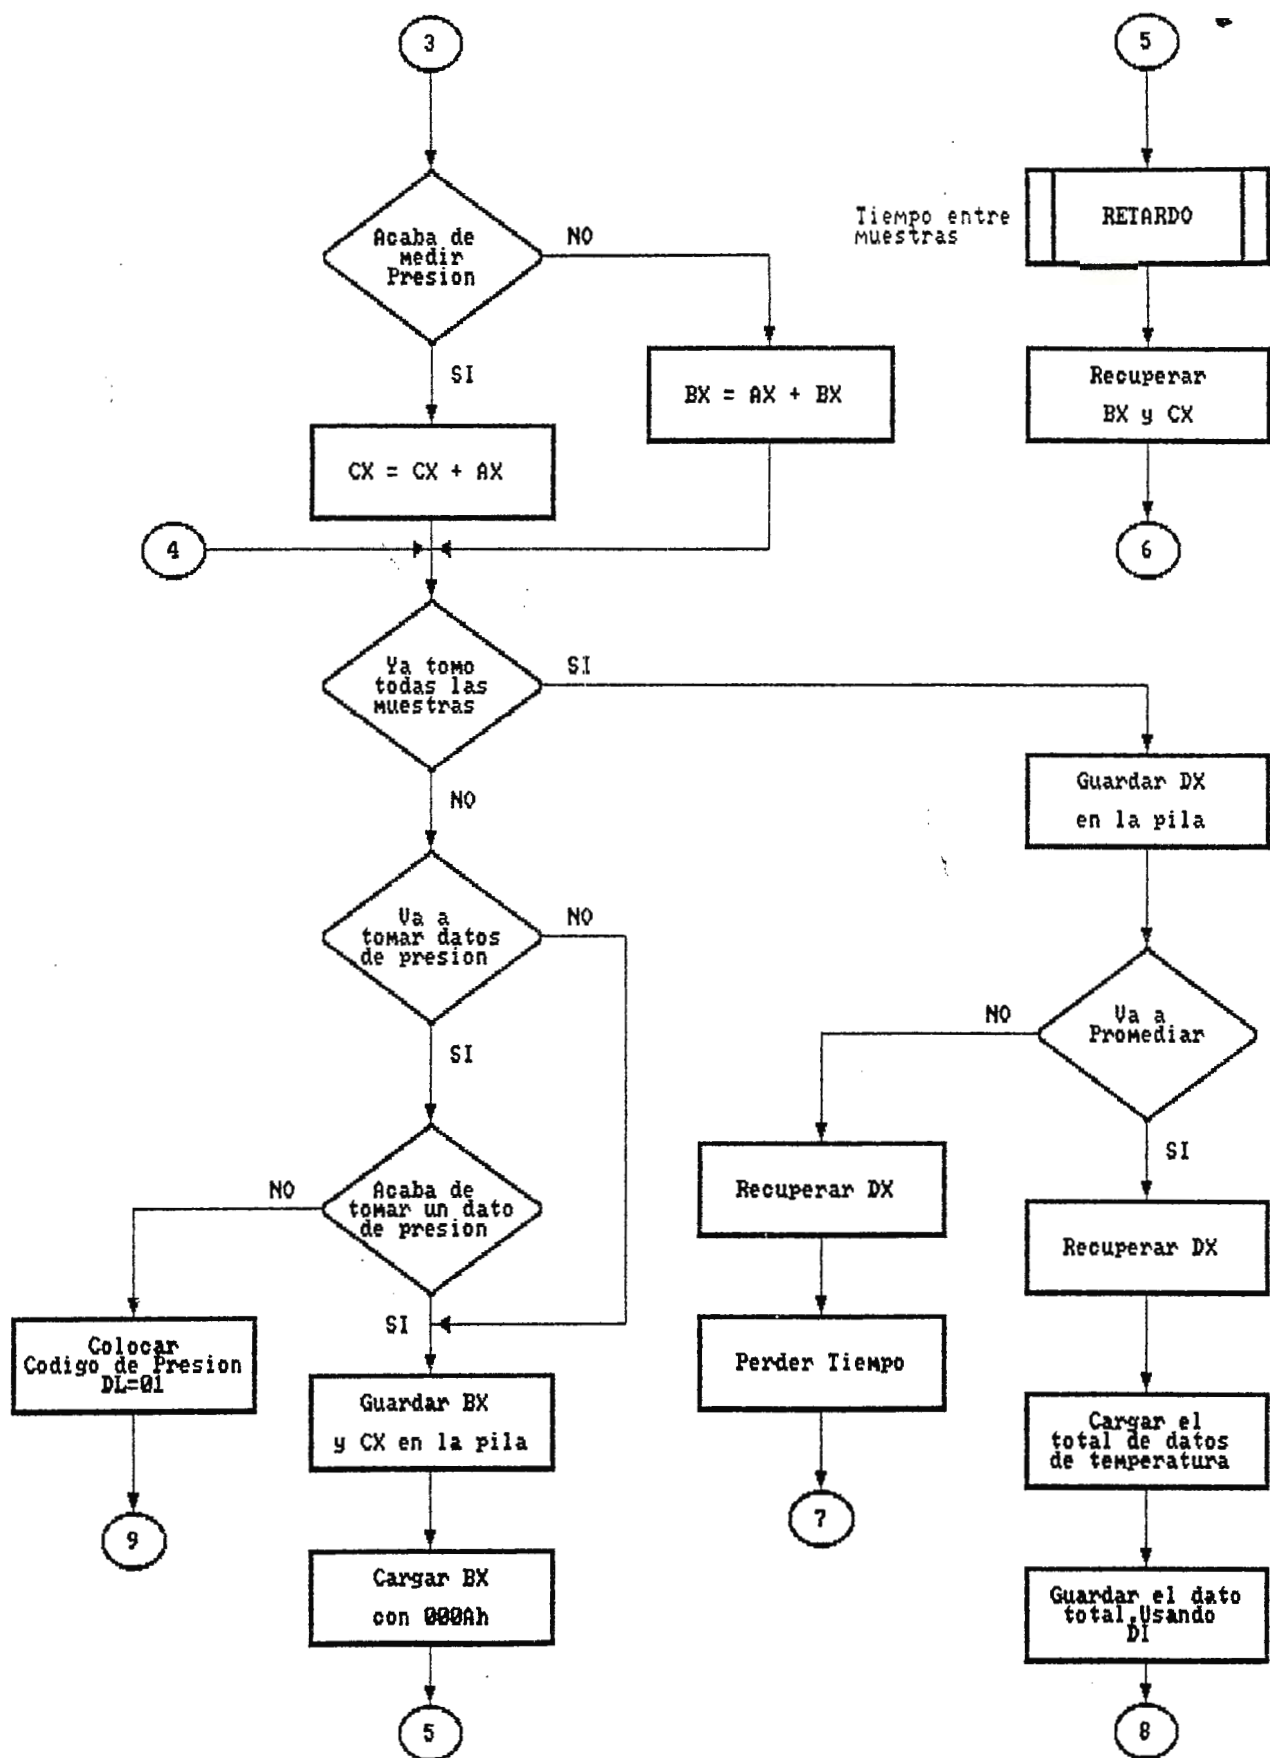 3
Acaba de
medir
Presion
NO
SI
BX = AX + BX
CX = CX + AX
4
Ya tomo
todas las
muestras
SI
NO
Va a
tomar datos
de presion
NO
SI
Acaba de
tomar un dato
de presion
NO
SI
Colocar
Codigo de Presion
DL=01
9
Guardar BX
y CX en la pila
Cargar BX
con 000Ah
5
5
Tiempo entre
muestras
RETARDO
Recuperar
BX y CX
6
Guardar DX
en la pila
Va a
Promediar
NO
SI
Recuperar DX
Perder Tiempo
7
Recuperar DX
Cargar el
total de datos
de temperatura
Guardar el dato
total,Usando
DI
8